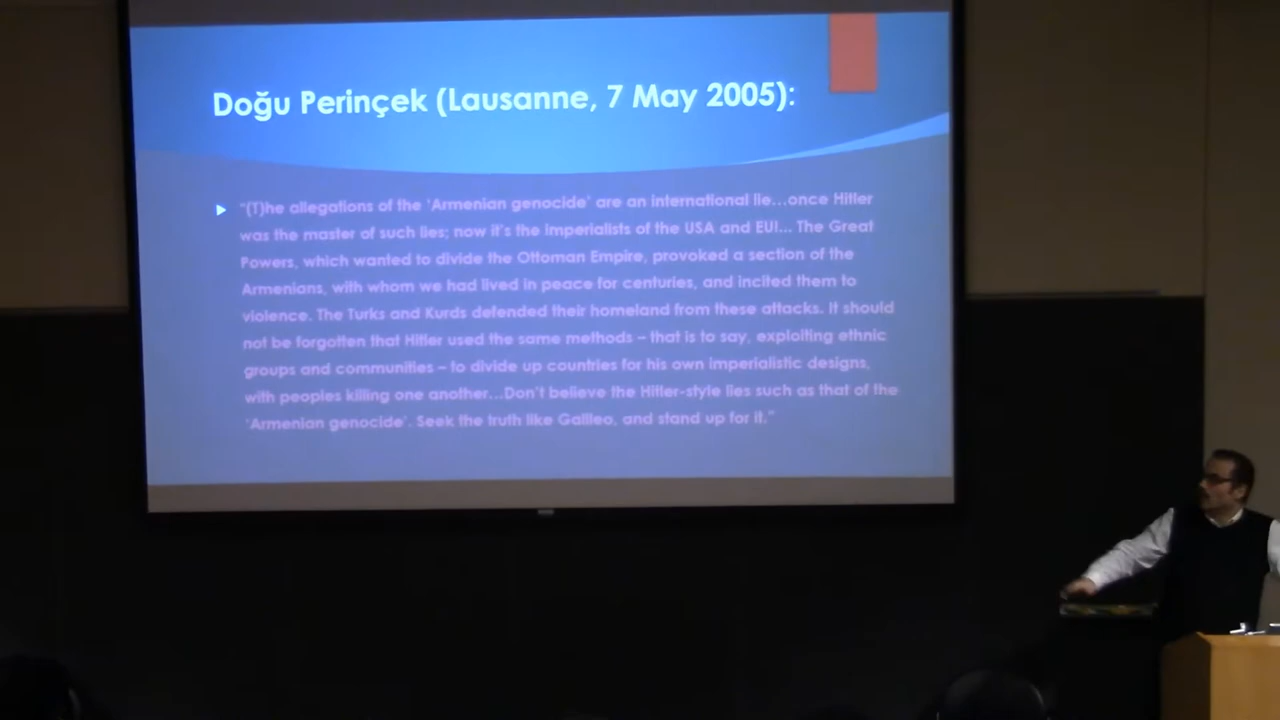 Doğu Perinçek (Lausanne, 7 May 2005):
"(T)he allegations of the 'Armenian genocide' are an international lie...once Hitler
was the master of such lies; now it's the imperialists of the USA and EU!... The Great
Powers, which wanted to divide the Ottoman Empire, provoked a section of the
Armenians, with whom we had lived in peace for centuries, and incited them to
violence. The Turks and Kurds defended their homeland from these attacks. It should
not be forgotten that Hitler used the same methods – that is to say, exploiting ethnic
groups and communities – to divide up countries for his own imperialistic designs,
with peoples killing one another...Don't believe the Hitler-style lies such as that of the
'Armenian genocide'. Seek the truth like Galileo, and stand up for it."